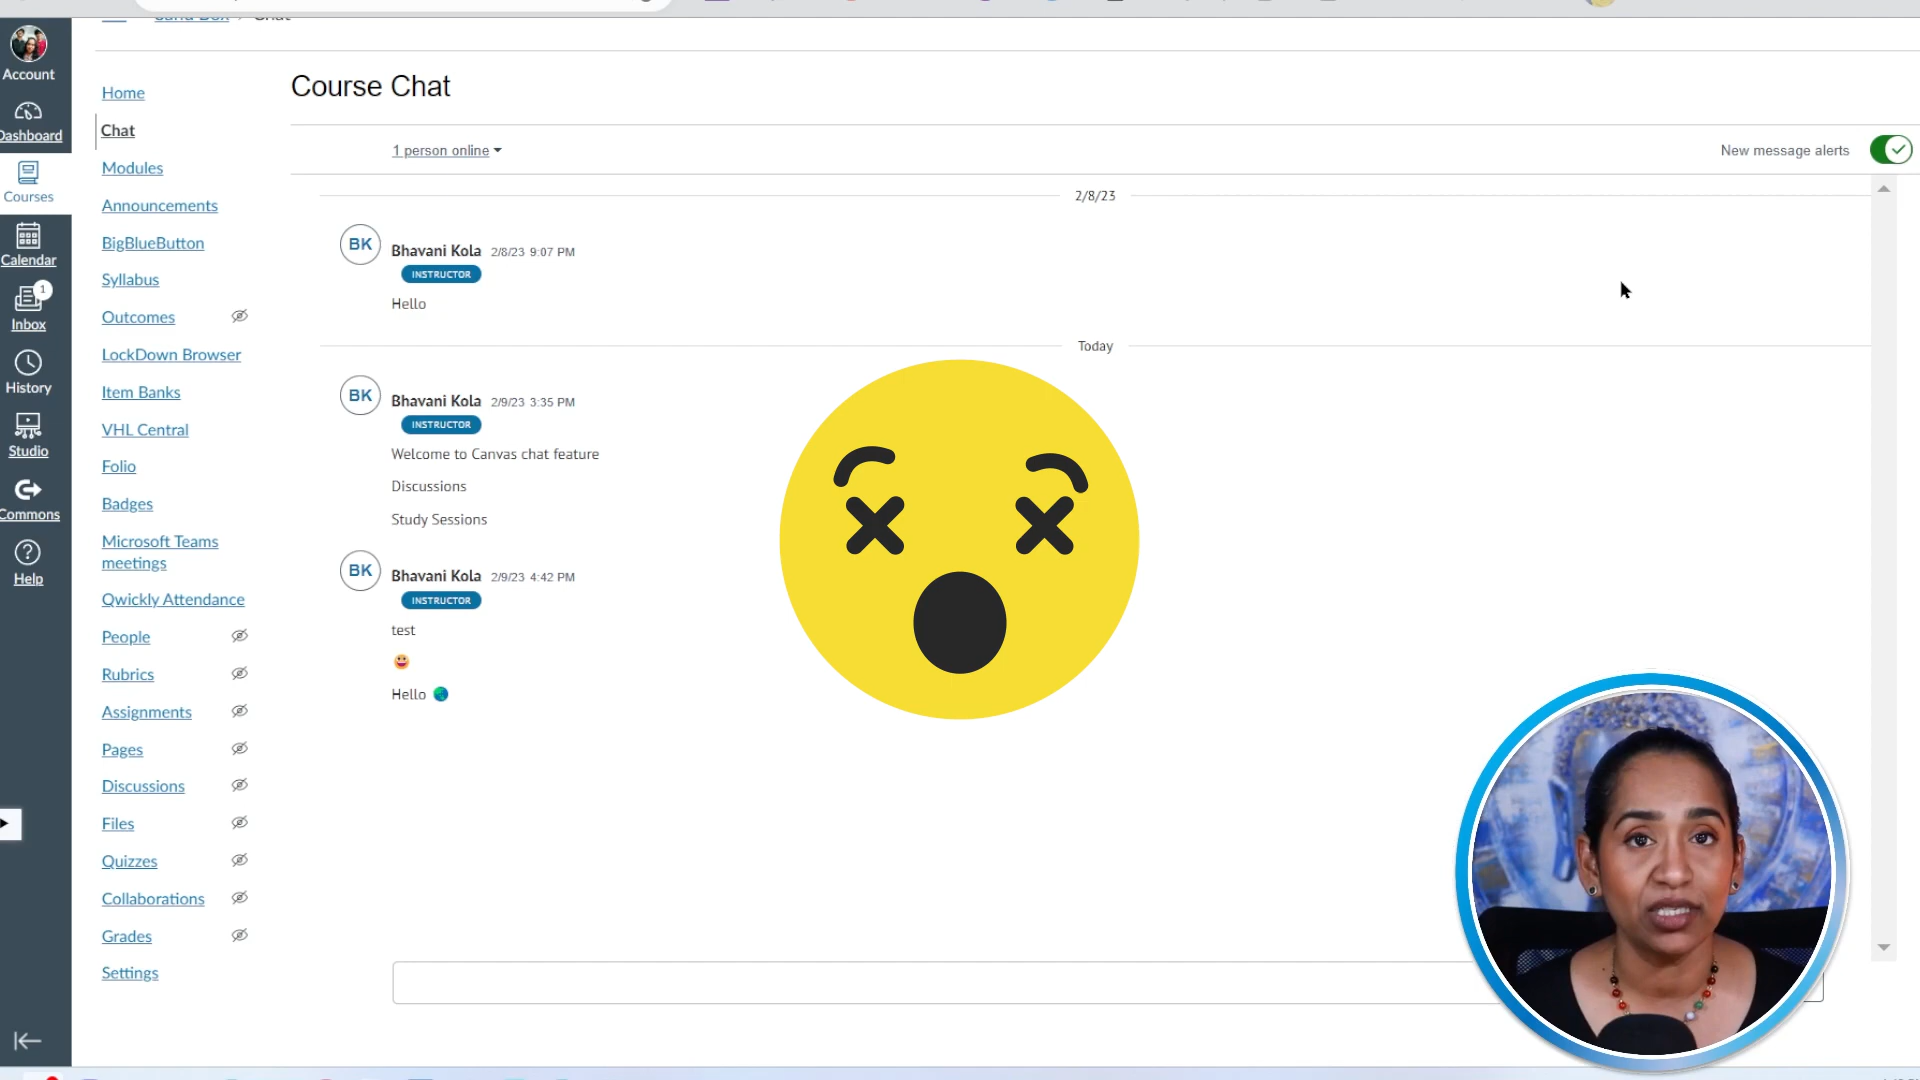 Account
Dashboard
Courses
Calendar
1
Inbox
History
Studio
Commons
Help
Home
Chat
Modules
Announcements
BigBlueButton
Syllabus
Outcomes
LockDown Browser
Item Banks
VHL Central
Folio
Badges
Microsoft Teams
meetings
Qwickly Attendance
People
Rubrics
Assignments
Pages
Discussions
Files
Quizzes
Collaborations
Grades
Settings
Course Chat
1 person online
New message alerts
2/8/23
BK
Bhavani Kola 2/8/23 9:07 PM
INSTRUCTOR
Hello
Today
BK
Bhavani Kola 2/9/23 3:35 PM
INSTRUCTOR
Welcome to Canvas chat feature
Discussions
Study Sessions
BK
Bhavani Kola 2/9/23 4:42 PM
INSTRUCTOR
test
😀
Hello 🌏